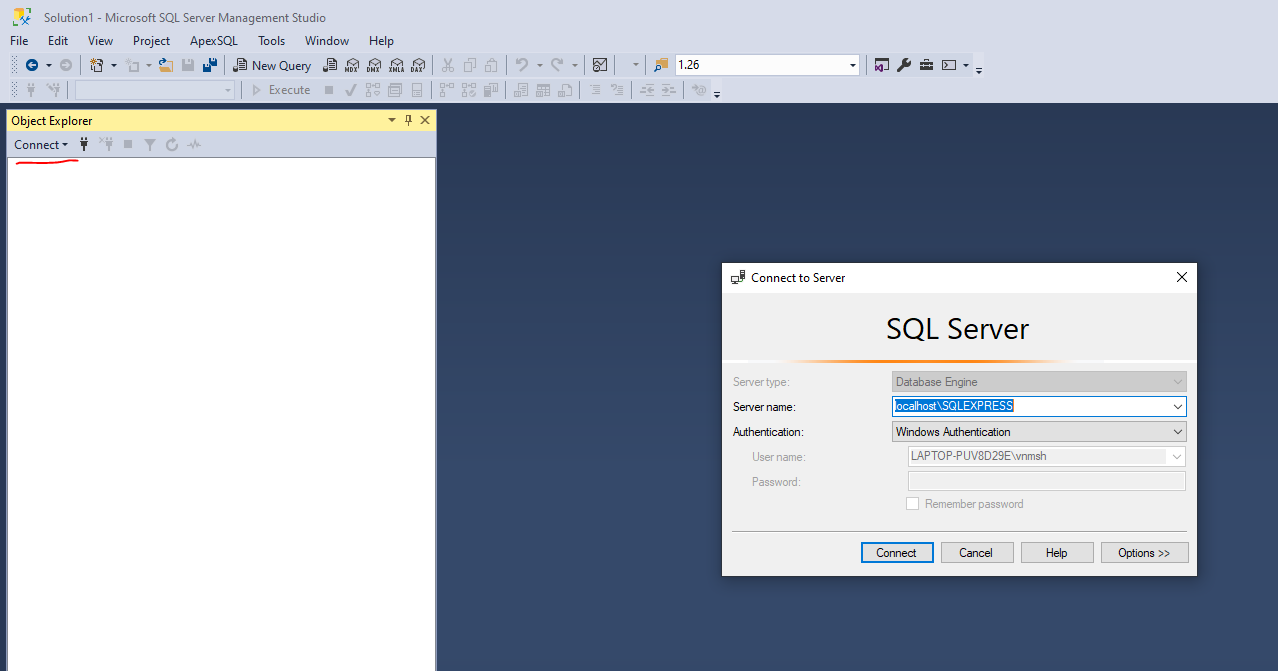 Solution1 - Microsoft SQL Server Management Studio
File Edit View Project ApexSQL Tools Window Help
New Query MDX DMX XMLA DAX 1.26
Execute
Object Explorer
Connect
Connect to Server
SQL Server
Server type: Database Engine
Server name: localhost\SQLEXPRESS
Authentication: Windows Authentication
User name: LAPTOP-PUV8D29E\vnmsh
Password:
Remember password
Connect Cancel Help Options >>